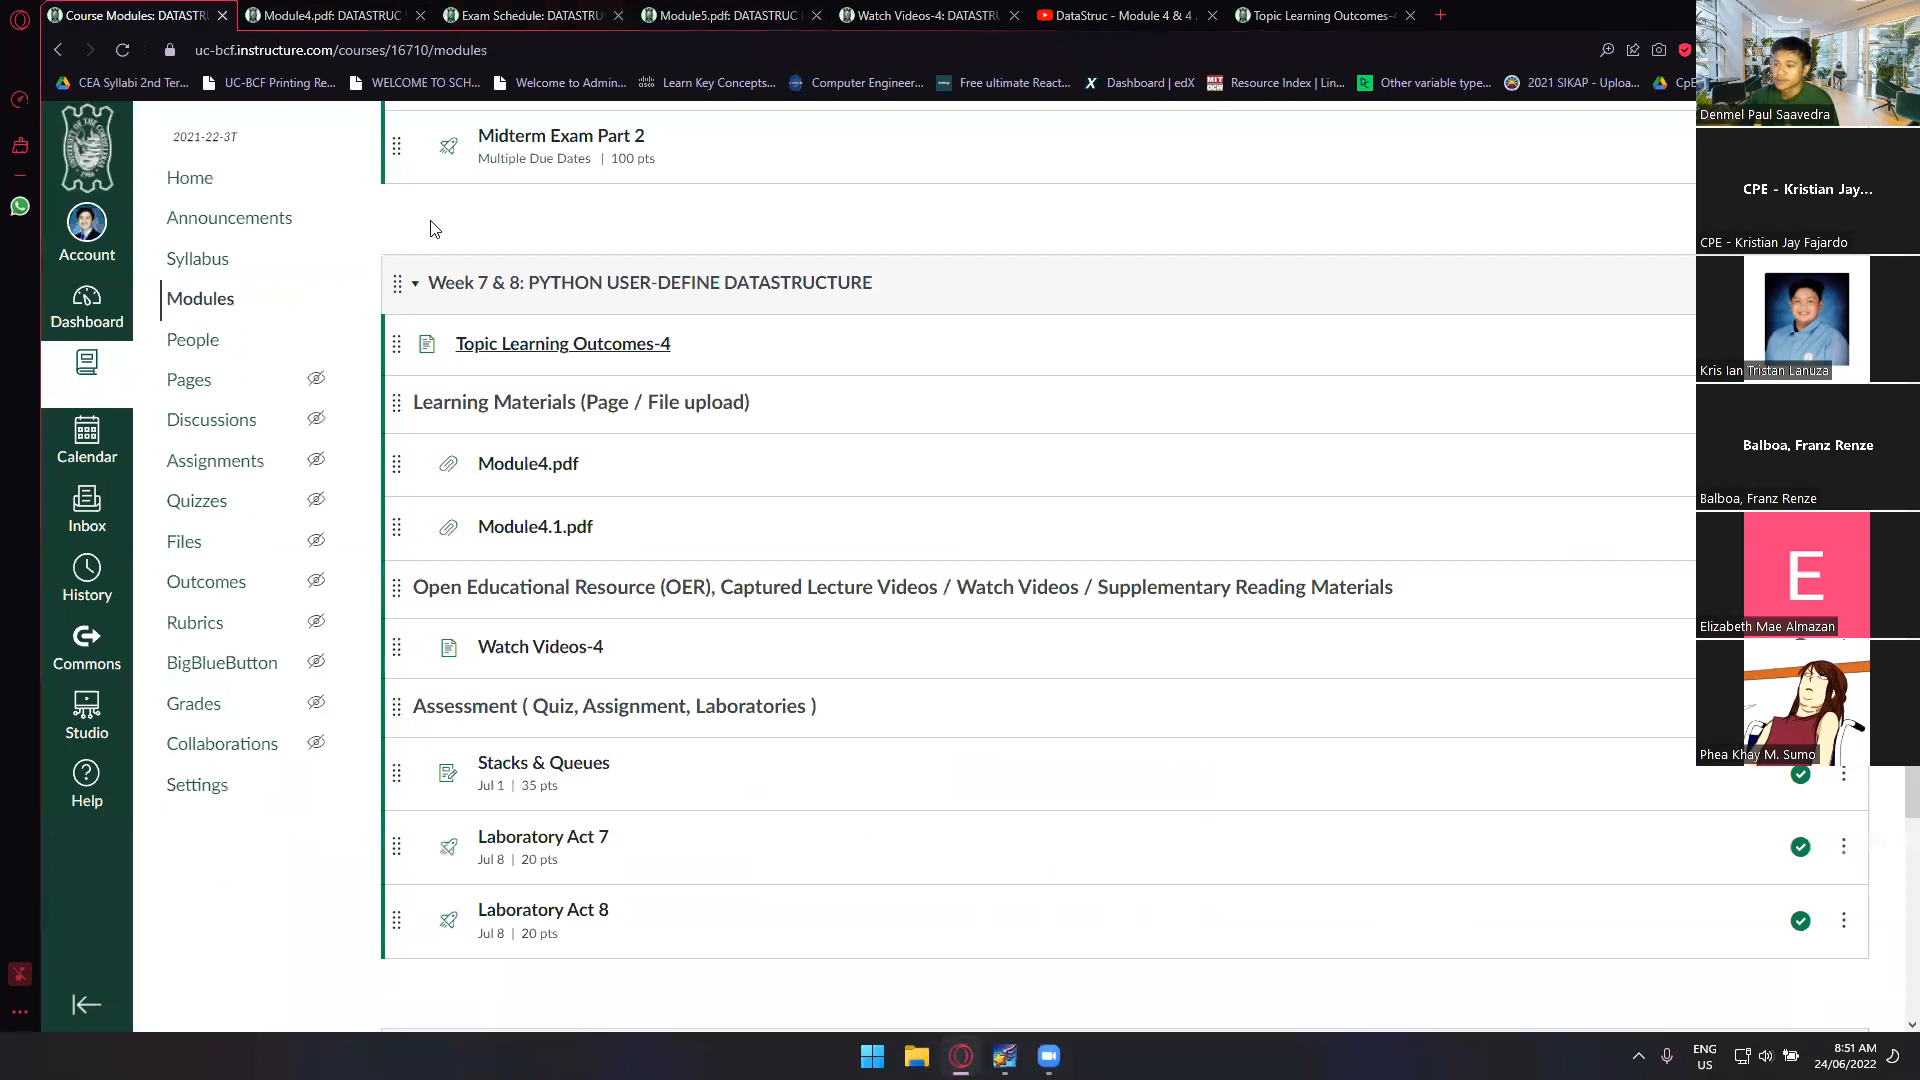 Course Modules: DATASTRU
Module4.pdf: DATASTRUC
Exam Schedule: DATASTRU
Module5.pdf: DATASTRUC
Watch Videos-4: DATASTRU
DataStruc - Module 4 & 4
Topic Learning Outcomes-
uc-bcf.instructure.com/courses/16710/modules
CEA Syllabi 2nd Ter...
UC-BCF Printing Re...
WELCOME TO SCH...
Welcome to Admin...
Learn Key Concepts...
Computer Engineer...
Free ultimate React...
Dashboard | edX
Resource Index | Lin...
Other variable type...
2021 SIKAP - Uploa...
CpE
2021-22-3T
Home
Announcements
Syllabus
Modules
People
Pages
Discussions
Assignments
Quizzes
Files
Outcomes
Rubrics
BigBlueButton
Grades
Collaborations
Settings
Account
Dashboard
Calendar
Inbox
History
Commons
Studio
Help
Midterm Exam Part 2
Multiple Due Dates | 100 pts
Week 7 & 8: PYTHON USER-DEFINE DATASTRUCTURE
Topic Learning Outcomes-4
Learning Materials (Page / File upload)
Module4.pdf
Module4.1.pdf
Open Educational Resource (OER), Captured Lecture Videos / Watch Videos / Supplementary Reading Materials
Watch Videos-4
Assessment ( Quiz, Assignment, Laboratories )
Stacks & Queues
Jul 1 | 35 pts
Laboratory Act 7
Jul 8 | 20 pts
Laboratory Act 8
Jul 8 | 20 pts
Denmel Paul Saavedra
CPE - Kristian Jay...
CPE - Kristian Jay Fajardo
Kris Ian Tristan Lanuza
Balboa, Franz Renze
Balboa, Franz Renze
E
Elizabeth Mae Almazan
Phea Khay M. Sumo
ENG
US
8:51 AM
24/06/2022